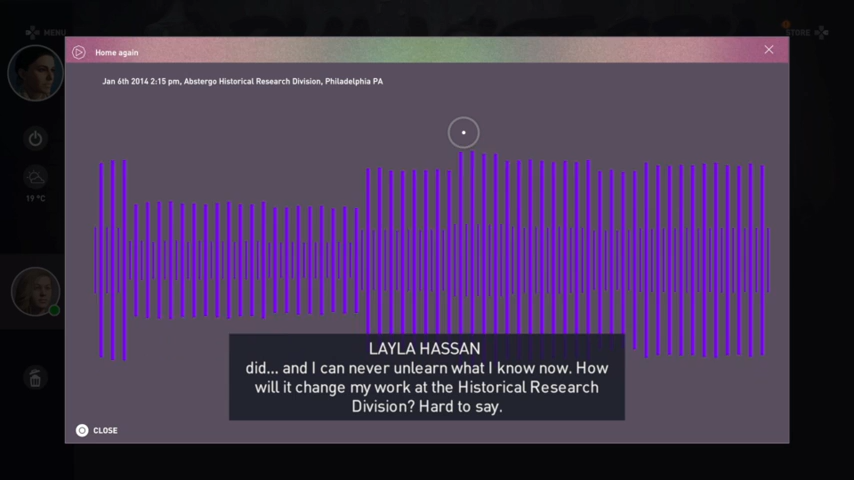 MENU
STORE
Home again
Jan 6th 2014 2:15 pm, Abstergo Historical Research Division, Philadelphia PA
19 °C
LAYLA HASSAN
did... and I can never unlearn what I know now. How
will it change my work at the Historical Research
Division? Hard to say.
CLOSE